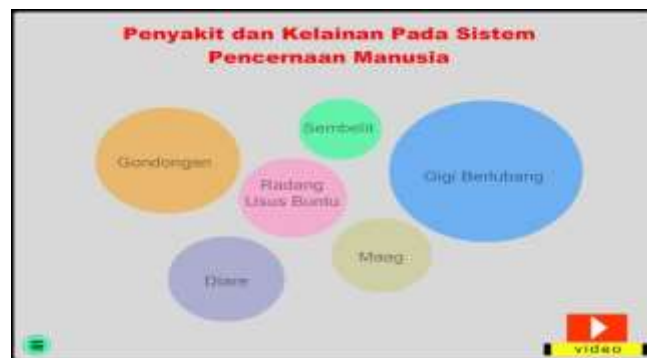 Penyakit dan Kelainan Pada Sistem
Pencernaan Manusia
Sembelit
Gondongan
Gigi Berlubang
Radang
Usus Buntu
Maag
Diare
video